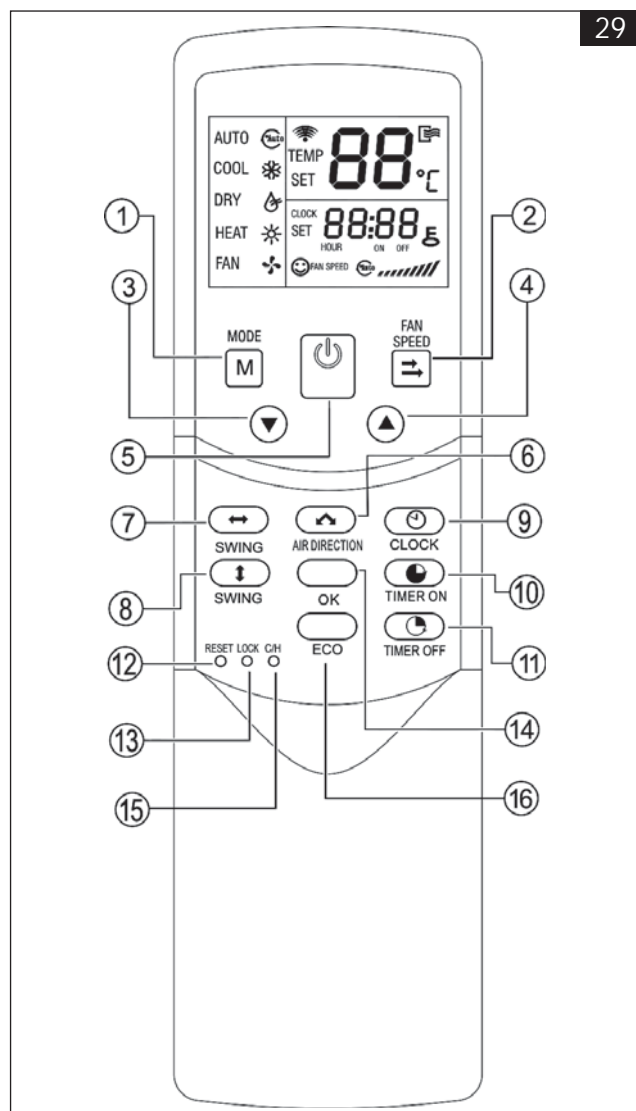 29
AUTO Auto
COOL
DRY
HEAT
FAN
TEMP
SET
88
°C
CLOCK
SET
88:88
HOUR ON OFF
FAN SPEED Auto
1
2
3
4
MODE
M
FAN
SPEED
5
6
7
SWING
AIR DIRECTION
CLOCK
9
8
SWING
OK
TIMER ON
10
ECO
TIMER OFF
11
RESET LOCK C/H
12
13
14
15
16